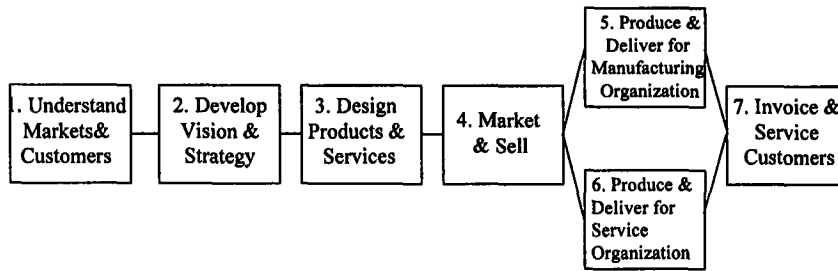 1. Understand
Markets&
Customers
2. Develop
Vision &
Strategy
3. Design
Products &
Services
4. Market
& Sell
5. Produce &
Deliver for
Manufacturing
Organization
6. Produce &
Deliver for
Service
Organization
7. Invoice &
Service
Customers